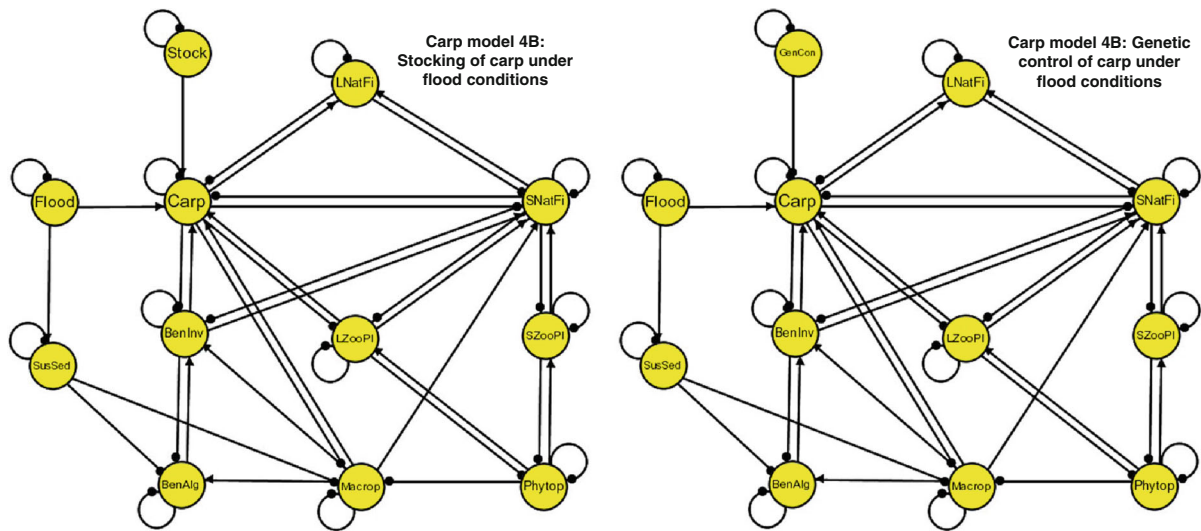 Carp model 4B:
Stocking of carp under
flood conditions
Stock
LNatFi
Flood
Carp
SNatFi
BenInv
LZooPl
SZooPl
SusSed
BenAlg
Macrop
Phytop
Carp model 4B: Genetic
control of carp under
flood conditions
GenCon
LNatFi
Flood
Carp
SNatFi
BenInv
LZooPl
SZooPl
SusSed
BenAlg
Macrop
Phytop